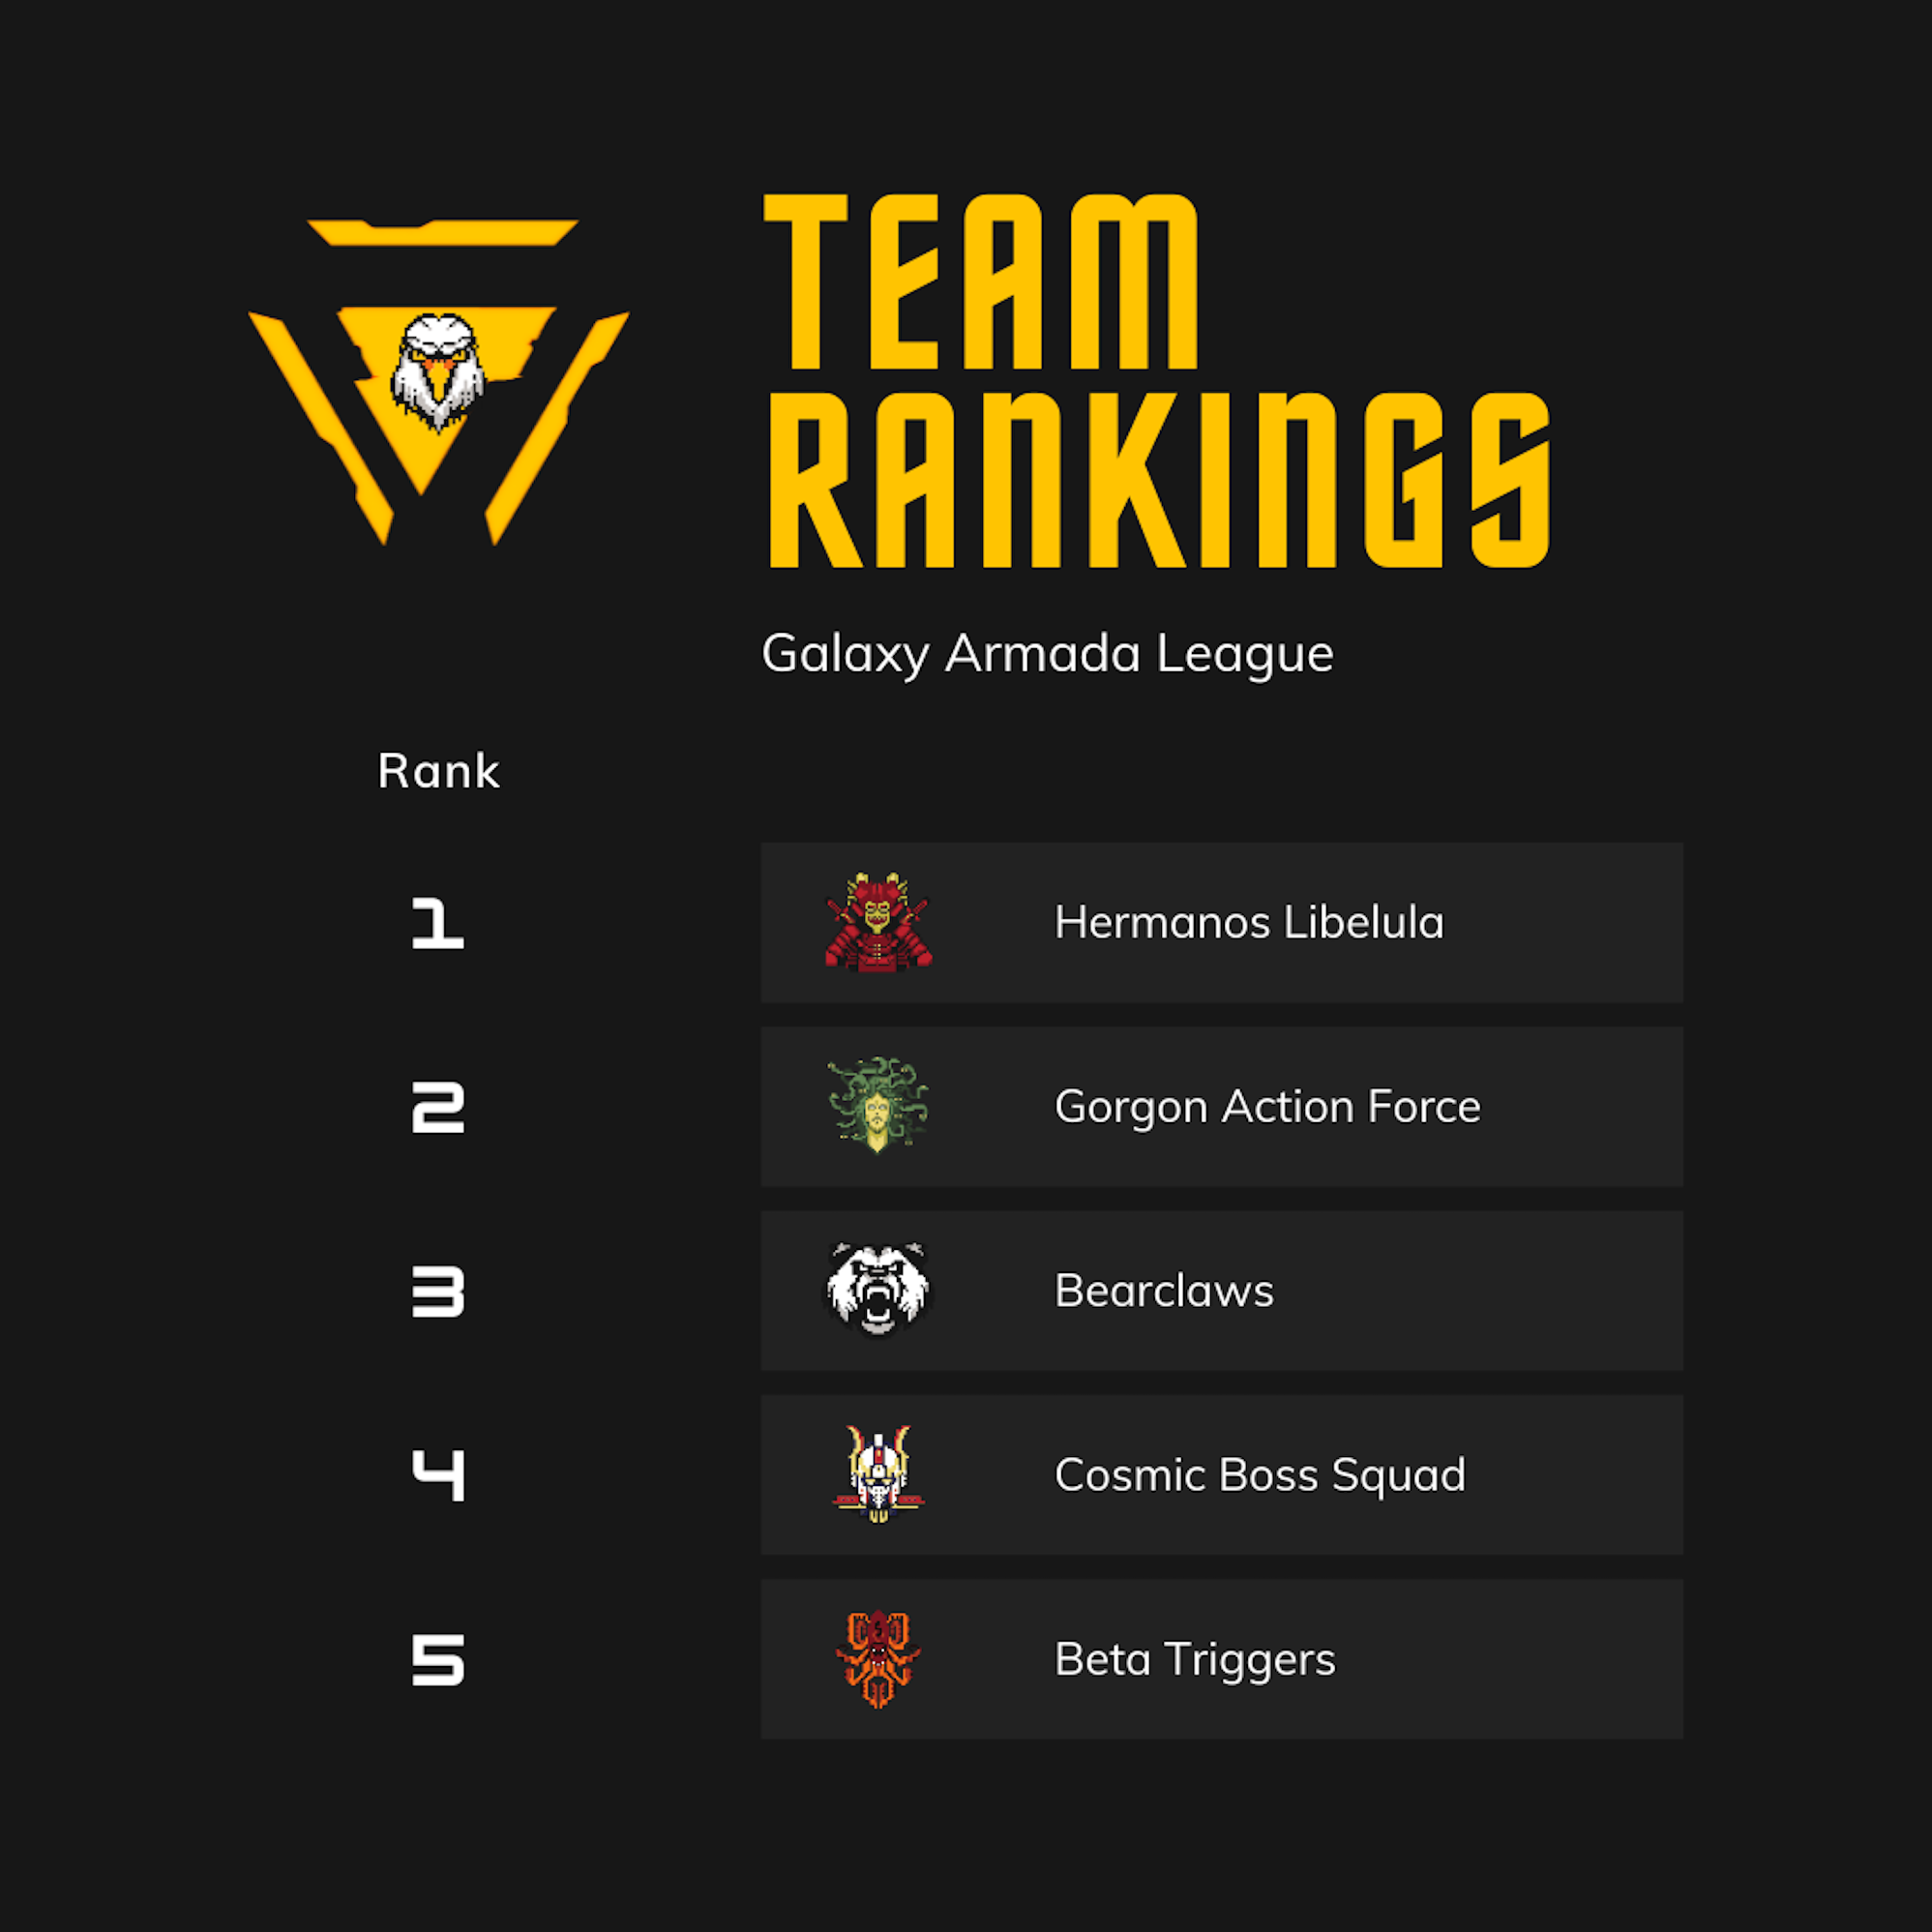 TEAM
RANKINGS
Galaxy Armada League
Rank
1 Hermanos Libelula
2 Gorgon Action Force
3 Bearclaws
4 Cosmic Boss Squad
5 Beta Triggers